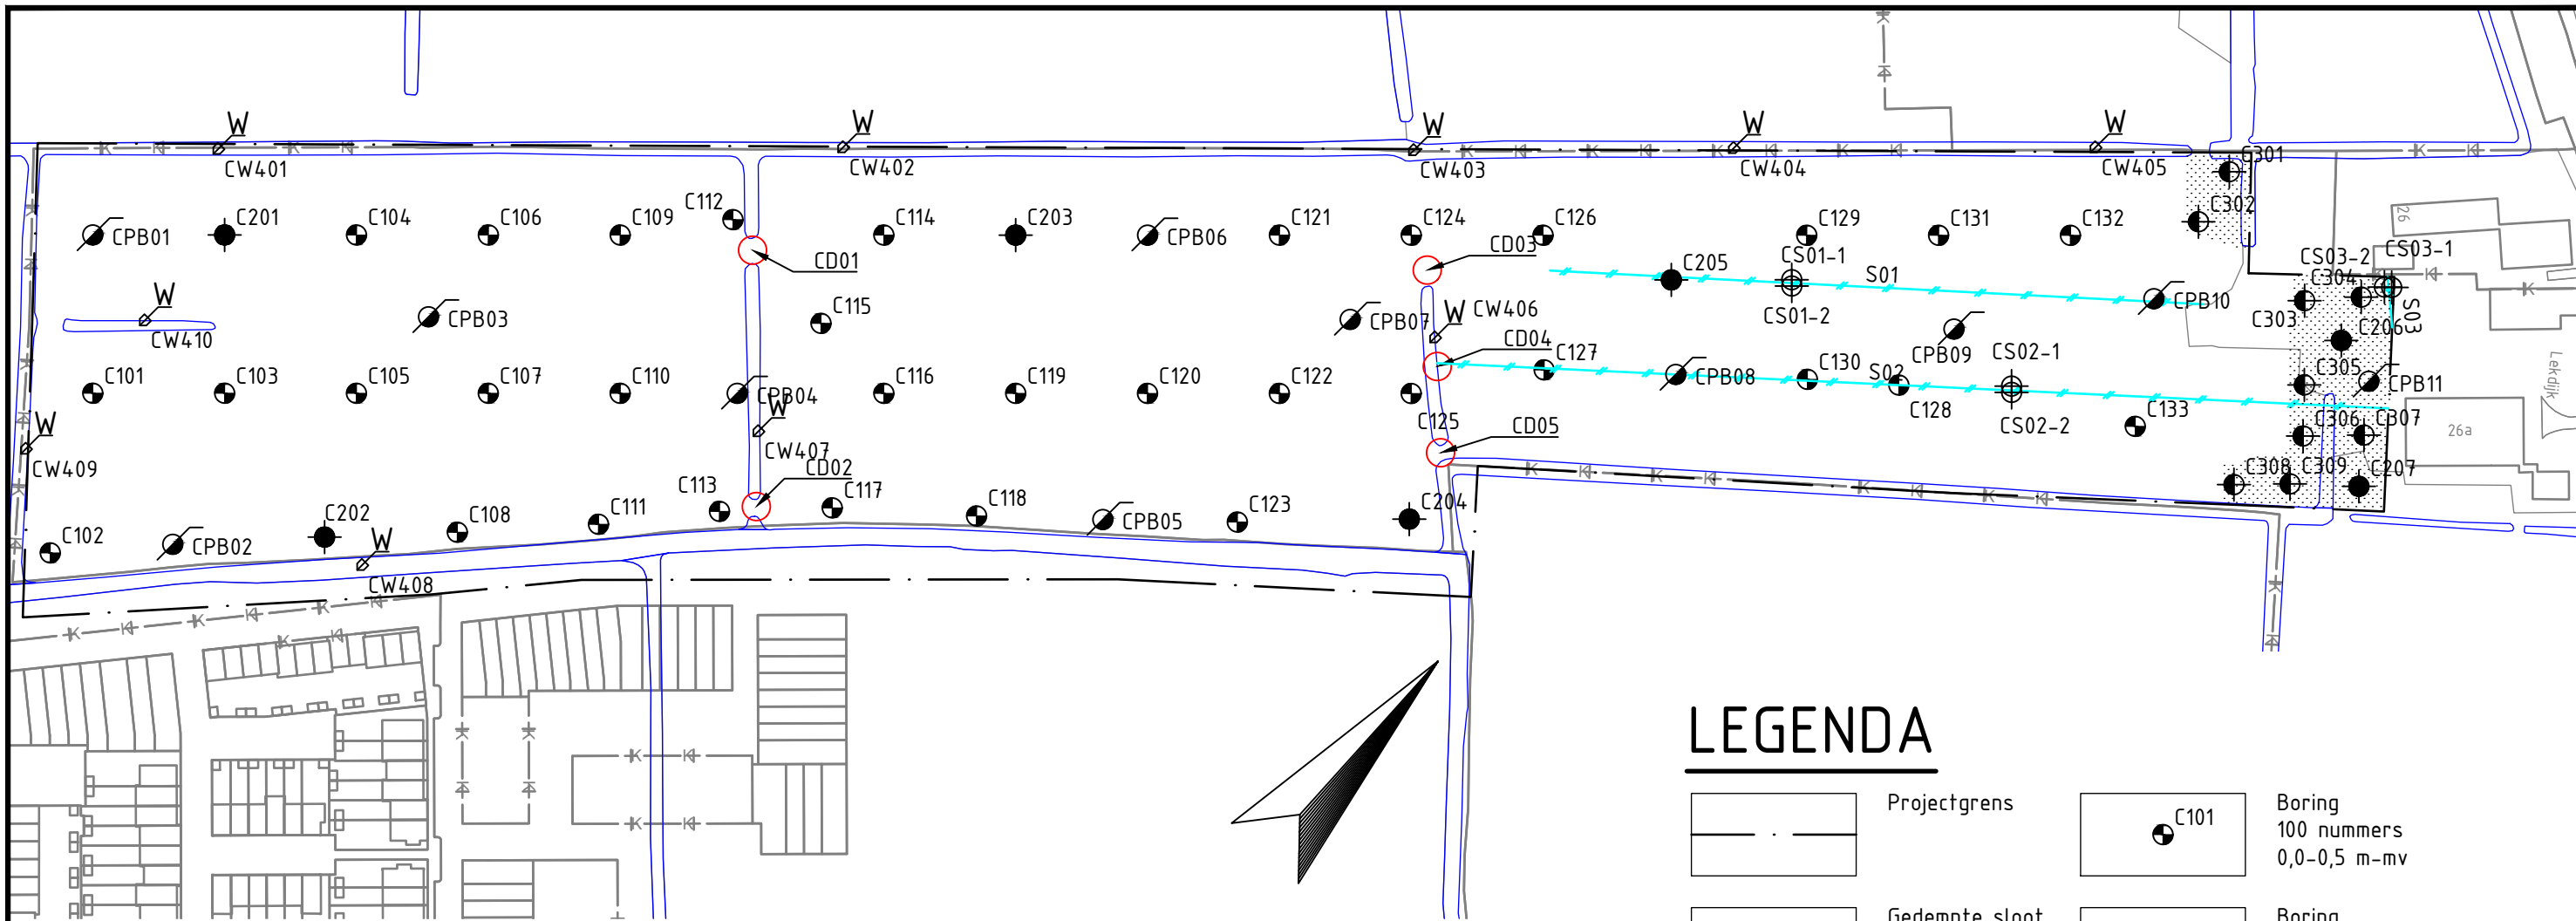 W
W
W
W
W
CW401
CW402
CW403
CW404
CW405
C301
C302
26
C112
CPB01
C201
C104
C106
C109
C114
C203
CPB06
C121
C124
C126
C129
C131
C132
CD01
CD03
C205
CS01-1
S01
CS01-2
CPB10
CS03-2
CS03-1
C304
C303
S03
C206
W
CW410
CPB03
C115
CPB07
W
CW406
CD04
CPB09
CS02-1
C101
C103
C105
C107
C110
CPB04
C116
C119
C120
C122
C125
C127
CPB08
C130
S02
C128
CS02-2
C133
C305
CPB11
Lekdijk
W
CW409
W
CW407
CD02
CD05
C306
C307
26a
C102
CPB02
C202
C108
C111
C113
C117
C118
CPB05
C123
C204
C308
C309
C207
W
CW408
LEGENDA
Projectgrens
C101
Boring
100 nummers
0,0-0,5 m-mv
Gedempte sloot
Boring